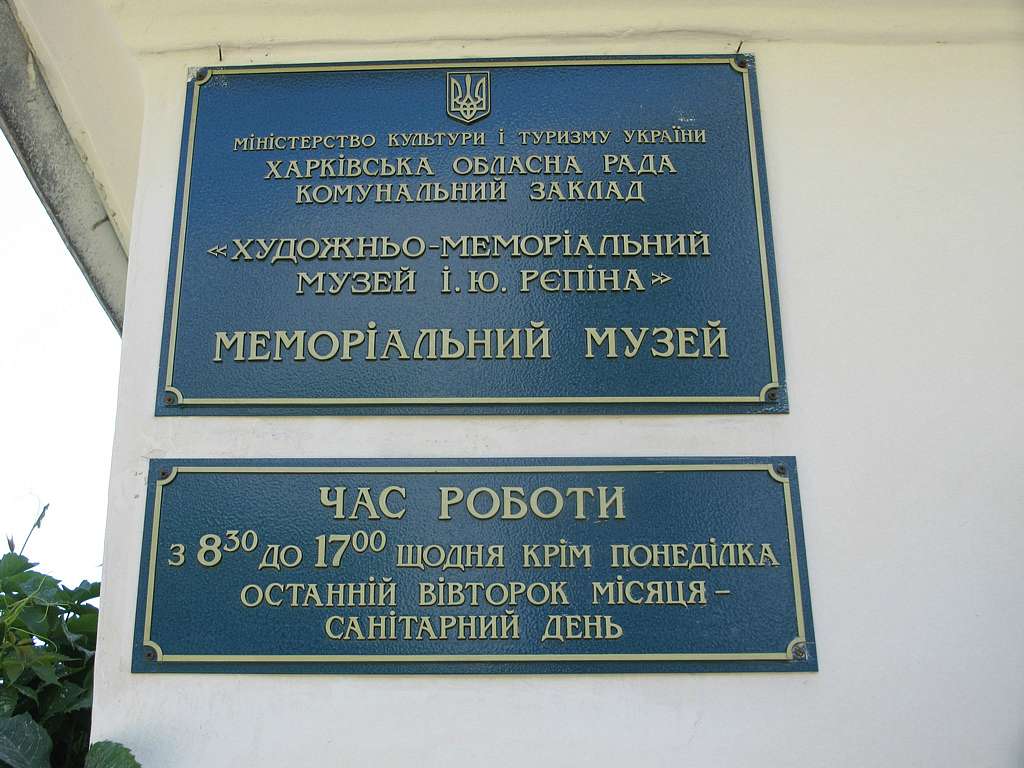 МІНІСТЕРСТВО КУЛЬТУРИ І ТУРИЗМУ УКРАЇНИ
ХАРКІВСЬКА ОБЛАСНА РАДА
КОМУНАЛЬНИЙ ЗАКЛАД
«ХУДОЖНЬО-МЕМОРІАЛЬНИЙ
МУЗЕЙ І. Ю. РЄПІНА»
МЕМОРІАЛЬНИЙ МУЗЕЙ
ЧАС РОБОТИ
З 8³⁰ ДО 17⁰⁰ ЩОДНЯ КРІМ ПОНЕДІЛКА
ОСТАННІЙ ВІВТОРОК МІСЯЦЯ –
САНІТАРНИЙ ДЕНЬ